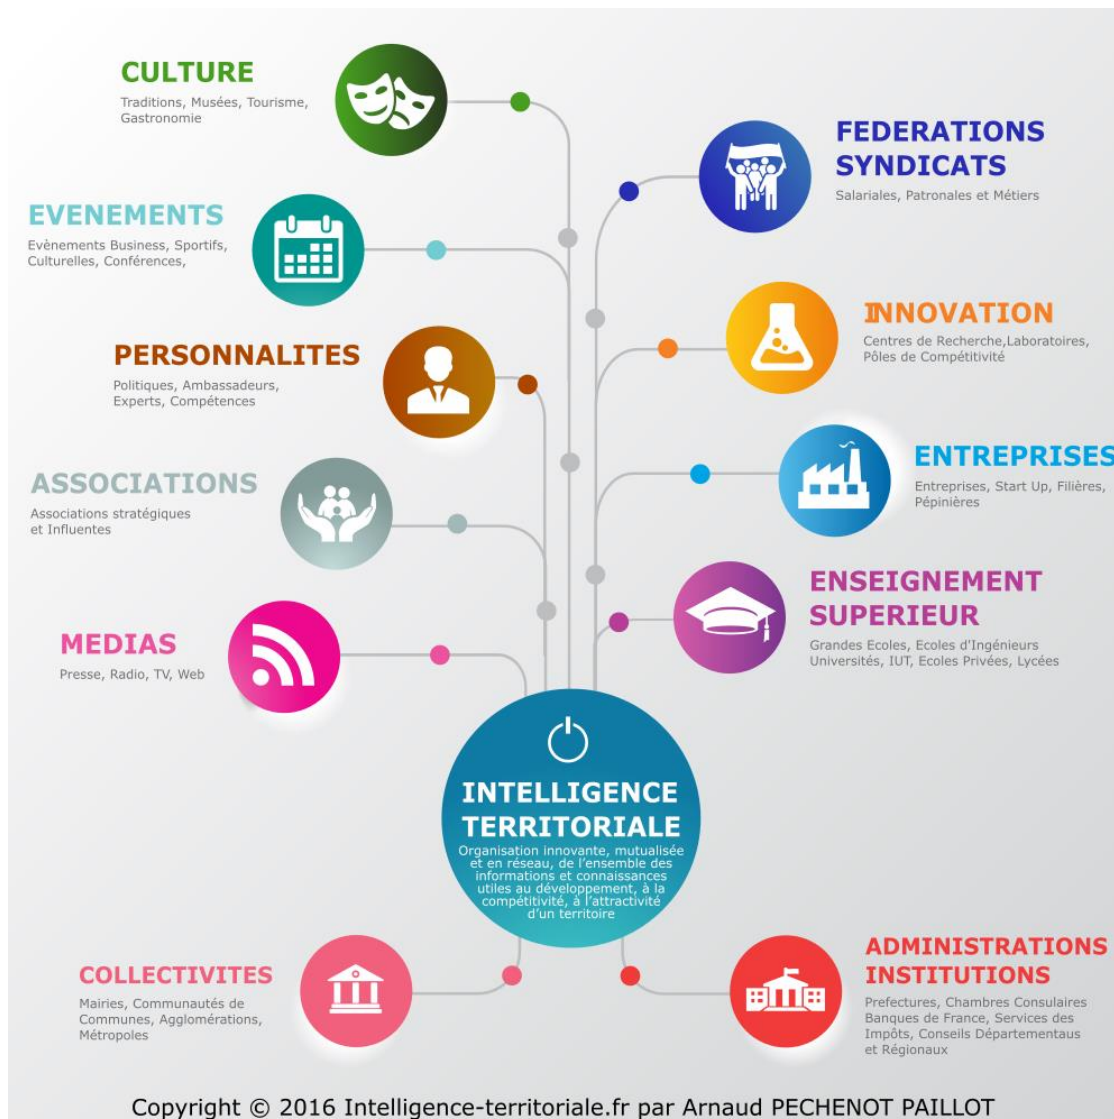 CULTURE
Traditions, Musées, Tourisme,
Gastronomie
FEDERATIONS
SYNDICATS
Salariales, Patronales et Métiers
EVENEMENTS
Evènements Business, Sportifs,
Culturelles, Conférences,
INNOVATION
Centres de Recherche,Laboratoires,
Pôles de Compétitivité
PERSONNALITES
Politiques, Ambassadeurs,
Experts, Compétences
ENTREPRISES
Entreprises, Start Up, Filières,
Pépinières
ASSOCIATIONS
Associations stratégiques
et Influentes
ENSEIGNEMENT
SUPERIEUR
Grandes Ecoles, Ecoles d'Ingénieurs
Universités, IUT, Ecoles Privées, Lycées
MEDIAS
Presse, Radio, TV, Web
INTELLIGENCE
TERRITORIALE
Organisation innovante, mutualisée
et en réseau, de l'ensemble des
informations et connaissances
utiles au développement, à la
compétitivité, à l'attractivité
d'un territoire
COLLECTIVITES
Mairies, Communautés de
Communes, Agglomérations,
Métropoles
ADMINISTRATIONS
INSTITUTIONS
Prefectures, Chambres Consulaires
Banques de France, Services des
Impôts, Conseils Départementaus
et Régionaux
Copyright © 2016 Intelligence-territoriale.fr par Arnaud PECHENOT PAILLOT